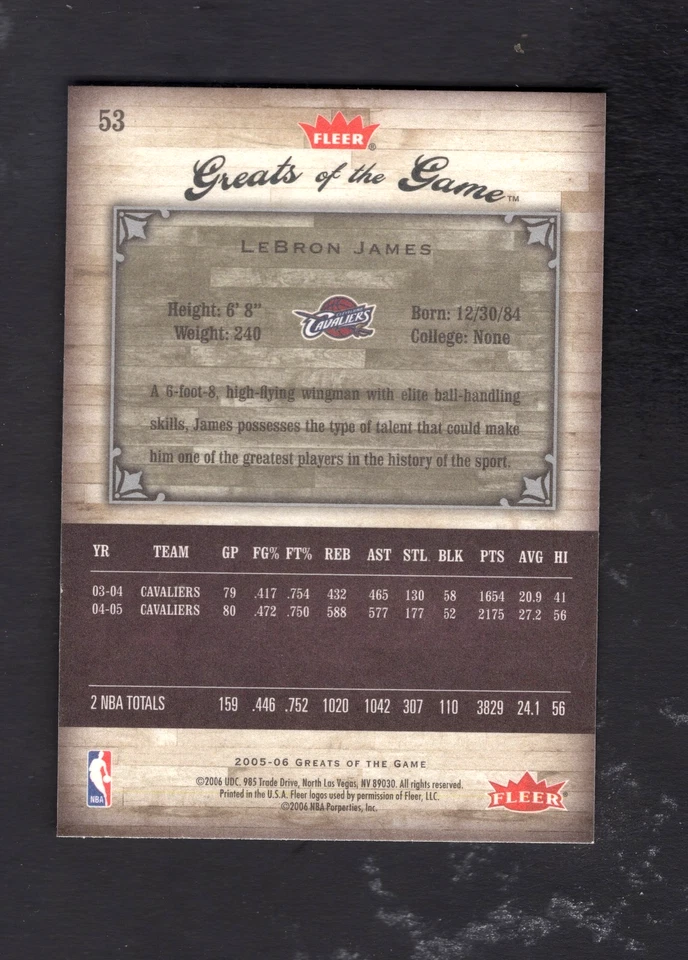 53
FLEER®
Greats of the Game™
LEBRON JAMES
Height: 6' 8"
Weight: 240
CLEVELAND
CAVALIERS
Born: 12/30/84
College: None
A 6-foot-8, high-flying wingman with elite ball-handling
skills, James possesses the type of talent that could make
him one of the greatest players in the history of the sport.
YR TEAM GP FG% FT% REB AST STL BLK PTS AVG HI
03-04 CAVALIERS 79 .417 .754 432 465 130 58 1654 20.9 41
04-05 CAVALIERS 80 .472 .750 588 577 177 52 2175 27.2 56
2 NBA TOTALS 159 .446 .752 1020 1042 307 110 3829 24.1 56
NBA
2005-06 GREATS OF THE GAME
©2006 UDC, 985 Trade Drive, North Las Vegas, NV 89030. All rights reserved.
Printed in the U.S.A. Fleer logos used by permission of Fleer, LLC.
©2006 NBA Porperties, Inc.
FLEER®